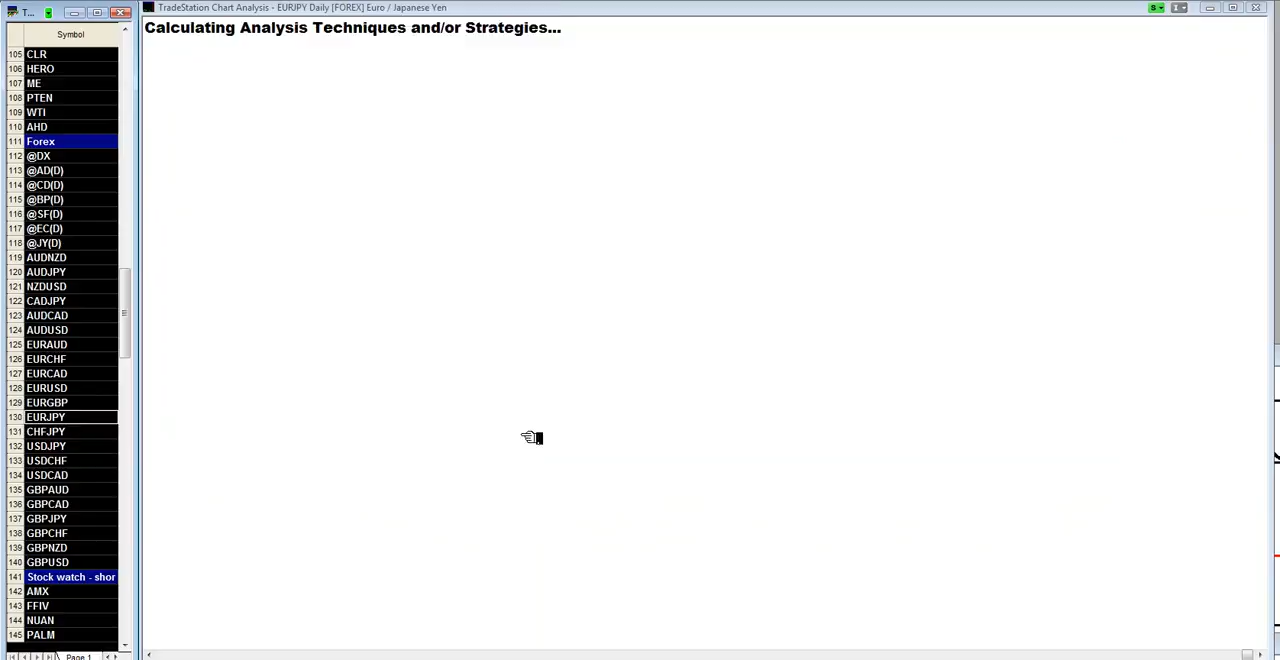 T...
TradeStation Chart Analysis - EURJPY Daily [FOREX] Euro / Japanese Yen
Symbol
Calculating Analysis Techniques and/or Strategies...
105 CLR
106 HERO
107 ME
108 PTEN
109 WTI
110 AHD
111 Forex
112 @DX
113 @AD(D)
114 @CD(D)
115 @BP(D)
116 @SF(D)
117 @EC(D)
118 @JY(D)
119 AUDNZD
120 AUDJPY
121 NZDUSD
122 CADJPY
123 AUDCAD
124 AUDUSD
125 EURAUD
126 EURCHF
127 EURCAD
128 EURUSD
129 EURGBP
130 EURJPY
131 CHFJPY
132 USDJPY
133 USDCHF
134 USDCAD
135 GBPAUD
136 GBPCAD
137 GBPJPY
138 GBPCHF
139 GBPNZD
140 GBPUSD
141 Stock watch - shor
142 AMX
143 FFIV
144 NUAN
145 PALM
Page 1